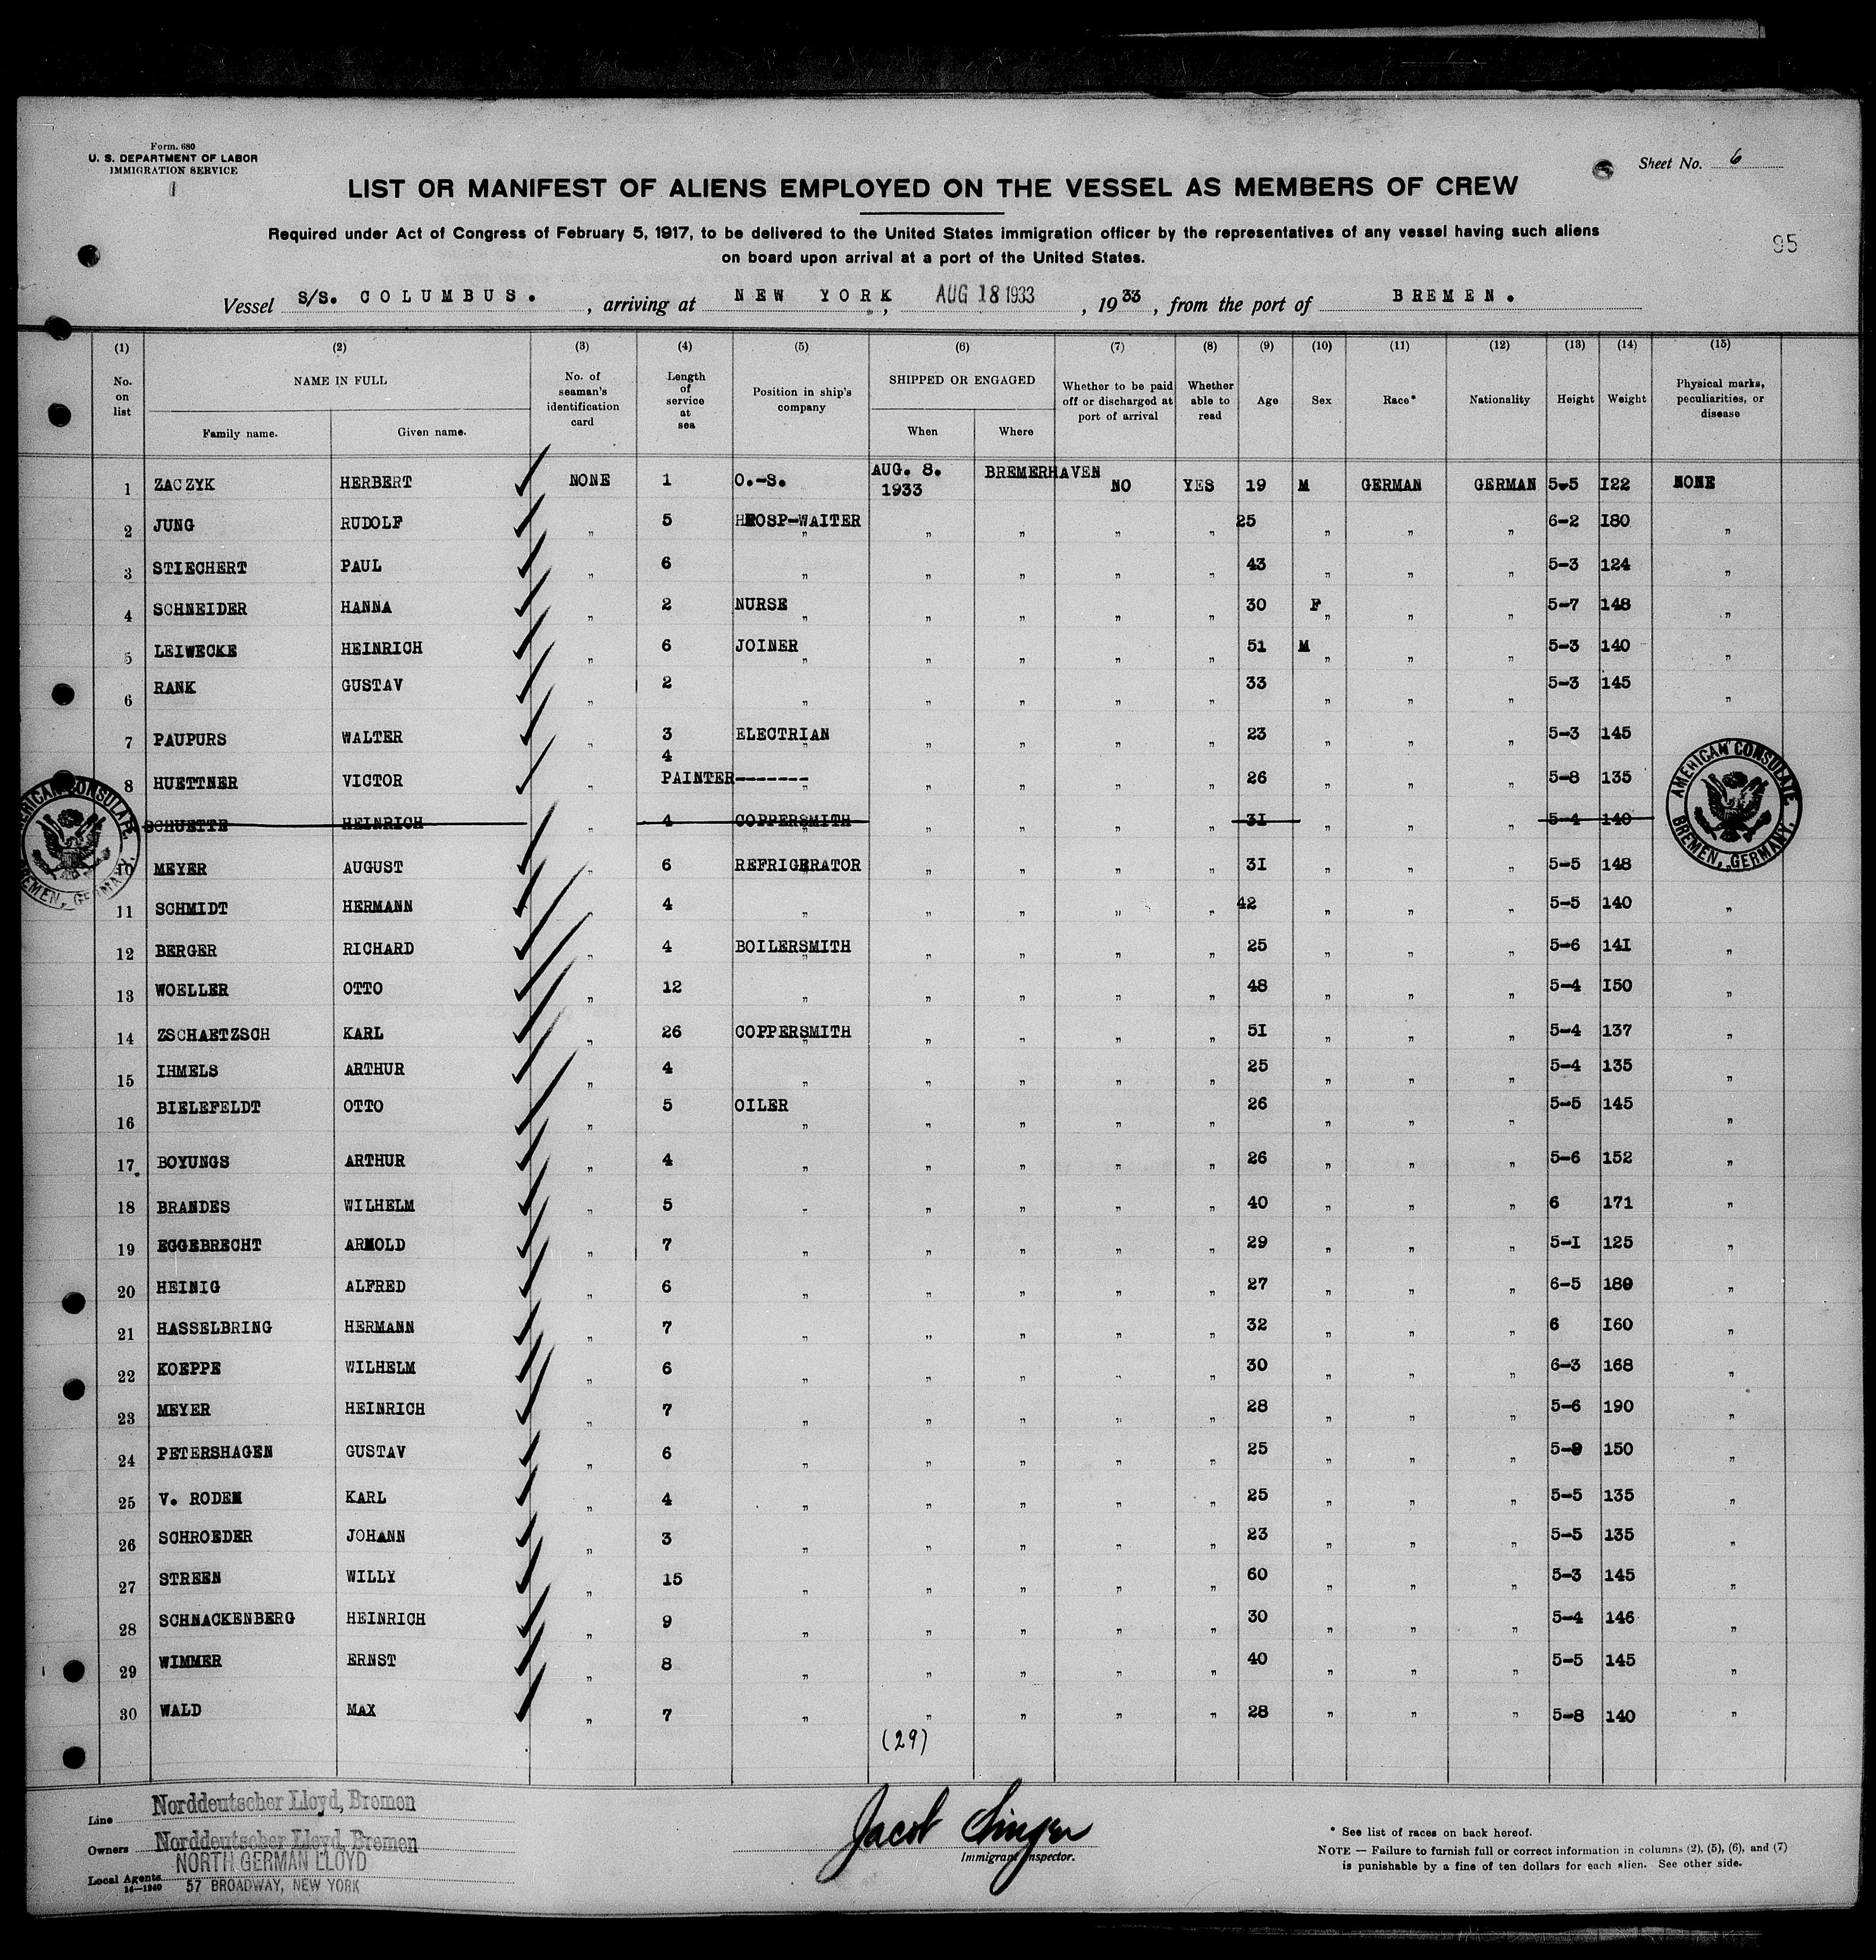 Form. 680
U. S. DEPARTMENT OF LABOR
IMMIGRATION SERVICE
Sheet No. 6
LIST OR MANIFEST OF ALIENS EMPLOYED ON THE VESSEL AS MEMBERS OF CREW
Required under Act of Congress of February 5, 1917, to be delivered to the United States immigration officer by the representatives of any vessel having such aliens
on board upon arrival at a port of the United States.
95
Vessel S/S. COLUMBUS. , arriving at NEW YORK, AUG 18 1933 , 1933 , from the port of BREMEN.
(1) (2) (3) (4) (5) (6) (7) (8) (9) (10) (11) (12) (13) (14) (15)
No. on list NAME IN FULL Family name. Given name. No. of seaman's identification card Length of service at sea Position in ship's company SHIPPED OR ENGAGED When Where Whether to be paid off or discharged at port of arrival Whether able to read Age Sex Race* Nationality Height Weight Physical marks, peculiarities, or disease
1 ZACZYK HERBERT NONE 1 O.-S. AUG. 8. 1933 BREMERHAVEN NO YES 19 M GERMAN GERMAN 5-5 I22 NONE
2 JUNG RUDOLF " 5 HOSP-WAITER " " " " " 25 " " " 6-2 I80 "
3 STIECHERT PAUL " 6 " " " " " 43 " " " 5-3 124 "
4 SCHNEIDER HANNA " 2 NURSE " " " " " 30 F " " " 5-7 148 "
5 LEIWECKE HEINRICH " 6 JOINER " " " " " 51 M " " " 5-3 140 "
6 RANK GUSTAV " 2 " " " " " 33 " " " 5-3 145 "
7 PAUPURS WALTER " 3 ELECTRIAN " " " " " 23 " " " 5-3 145
8 HUETTNER VICTOR " 4 PAINTER------- " " " " " 26 " " " 5-8 135
SCHUETTE HEINRICH " 4 COPPERSMITH " " " " " 31 " " " 5-4 140
10 MEYER AUGUST " 6 REFRIGERATOR " " " " " 3I " " " 5-5 148
11 SCHMIDT HERMANN " 4 " " " " " 42 " " " 5-5 140 "
12 BERGER RICHARD " 4 BOILERSMITH " " " " " 25 " " " 5-6 14I "
13 WOELLER OTTO " 12 " " " " " 48 " " " 5-4 I50 "
14 ZSCHAETZSCH KARL " 26 COPPERSMITH " " " " " 5I " " " 5-4 137 "
15 IHMELS ARTHUR " 4 " " " " " 25 " " " 5-4 135 "
16 BIELEFELDT OTTO " 5 OILER " " " " " 26 " " " 5-5 145 "
17 BOYUNGS ARTHUR " 4 " " " " " 26 " " " 5-6 152 "
18 BRANDES WILHELM " 5 " " " " " 40 " " " 6 171 "
19 EGGEBRECHT ARNOLD " 7 " " " " " 29 " " " 5-I 125 "
20 HEINIG ALFRED " 6 " " " " " 27 " " " 6-5 189 "
21 HASSELBRING HERMANN " 7 " " " " " 32 " " " 6 I60 "
22 KOEPPE WILHELM " 6 " " " " " 30 " " " 6-3 168 "
23 MEYER HEINRICH " 7 " " " " " 28 " " " 5-6 190 "
24 PETERSHAGEN GUSTAV " 6 " " " " " 25 " " " 5-9 150 "
25 V. RODEN KARL " 4 " " " " " 25 " " " 5-5 135 "
26 SCHROEDER JOHANN " 3 " " " " " 23 " " " 5-5 135 "
27 STREEN WILLY " 15 " " " " " 60 " " " 5-3 145 "
28 SCHNACKENBERG HEINRICH " 9 " " " " " 30 " " " 5-4 146 "
29 WIMMER ERNST " 8 " " " " " 40 " " " 5-5 145 "
30 WALD MAX " 7 " " " " " 28 " " " 5-8 140 "
(29)
AMERICAN CONSULATE, BREMEN, GERMANY.
AMERICAN CONSULATE, BREMEN, GERMANY.
Line Norddeutscher Lloyd, Bremen
Owners Norddeutscher Lloyd, Bremen
NORTH GERMAN LLOYD
Local Agents
14-1240 57 BROADWAY, NEW YORK
Jacob Singer
Immigrant Inspector.
* See list of races on back hereof.
NOTE — Failure to furnish full or correct information in columns (2), (5), (6), and (7)
is punishable by a fine of ten dollars for each alien. See other side.